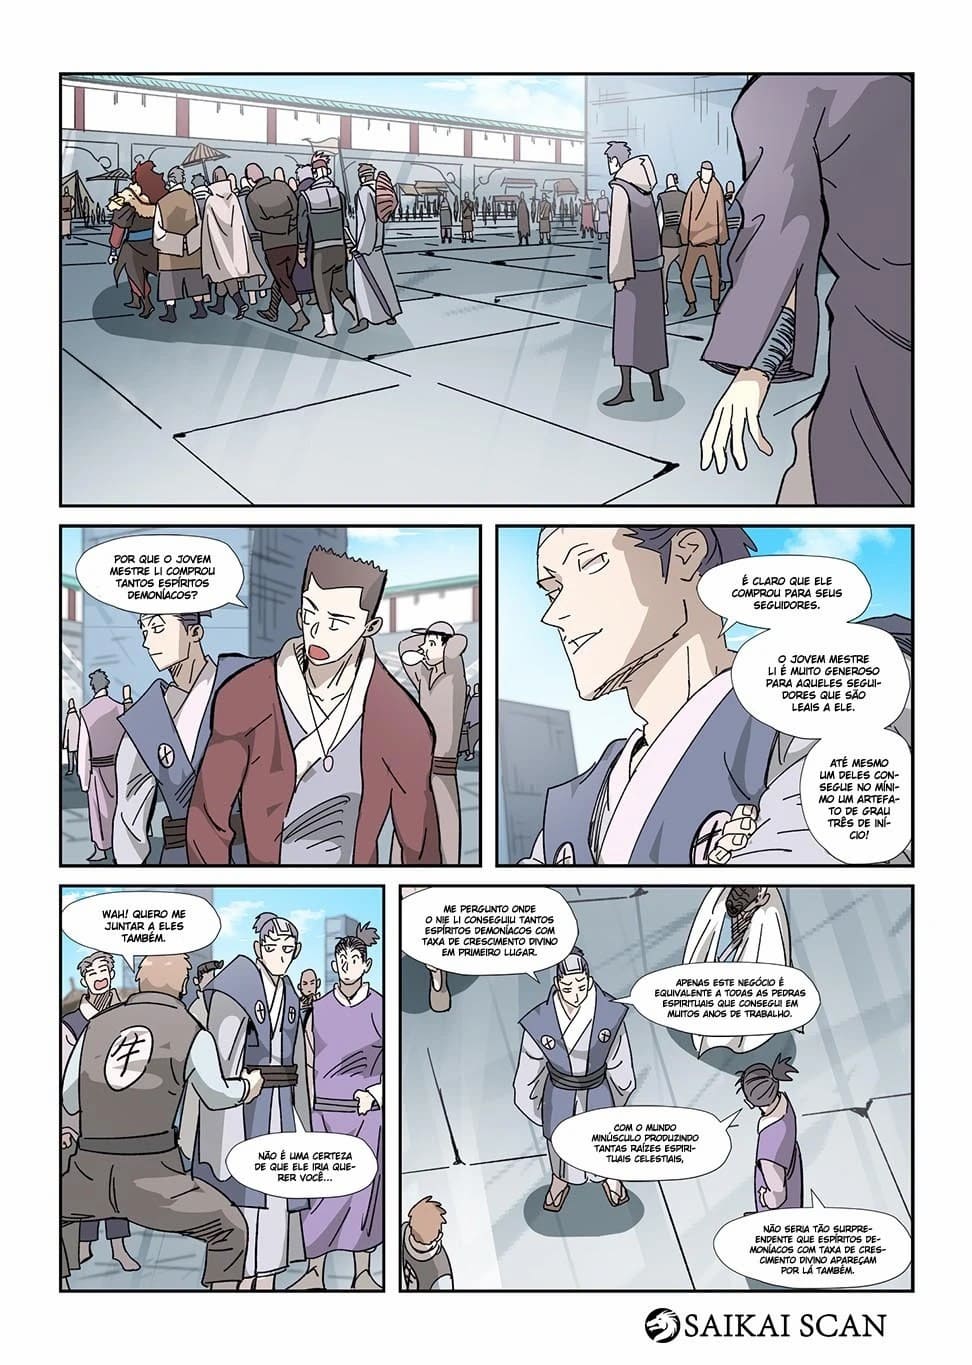 POR QUE O JOVEM
MESTRE LI COMPROU
TANTOS ESPÍRITOS
DEMONÍACOS?
É CLARO QUE ELE
COMPROU PARA SEUS
SEGUIDORES.
O JOVEM MESTRE
LI É MUITO GENEROSO
PARA AQUELES SEGUI-
DORES QUE SÃO
LEAIS A ELE.
ATÉ MESMO
UM DELES CON-
SEGUE NO MÍNI-
MO UM ARTEFA-
TO DE GRAU
TRÊS DE INÍ-
CIO!
WAH! QUERO ME
JUNTAR A ELES
TAMBÉM.
牛
NÃO É UMA CERTEZA
DE QUE ELE IRIA QUE-
RER VOCÊ...
ME PERGUNTO ONDE
O NIE LI CONSEGUIU TANTOS
ESPÍRITOS DEMONÍACOS COM
TAXA DE CRESCIMENTO DIVINO
EM PRIMEIRO LUGAR.
APENAS ESTE NEGÓCIO É
EQUIVALENTE A TODAS AS PEDRAS
ESPIRITUAIS QUE CONSEGUI EM
MUITOS ANOS DE TRABALHO.
COM O MUNDO
MINÚSCULO PRODUZINDO
TANTAS RAÍZES ESPIRI-
TUAIS CELESTIAIS,
NÃO SERIA TÃO SURPRE-
ENDENTE QUE ESPÍRITOS DE-
MONÍACOS COM TAXA DE CRES-
CIMENTO DIVINO APAREÇAM
POR LÁ TAMBÉM.
SAIKAI SCAN